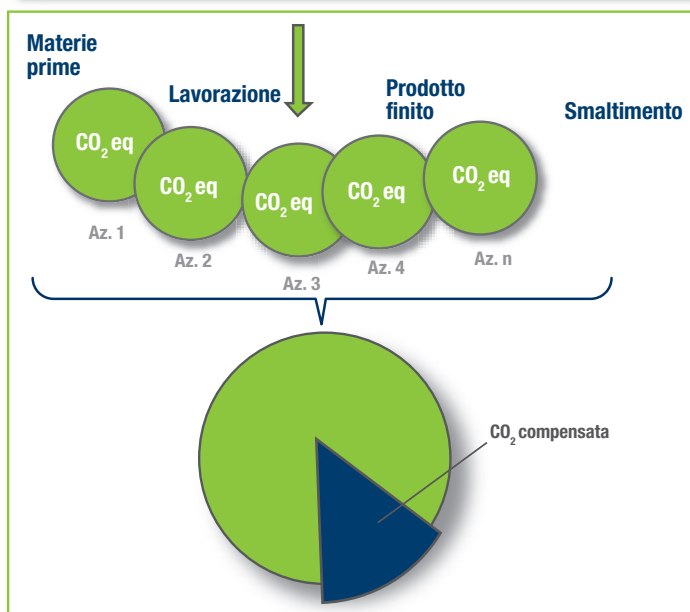 Materie
prime
Lavorazione
Prodotto
finito
Smaltimento
CO₂ eq
CO₂ eq
CO₂ eq
CO₂ eq
CO₂ eq
Az. 1
Az. 2
Az. 3
Az. 4
Az. n
CO₂ compensata